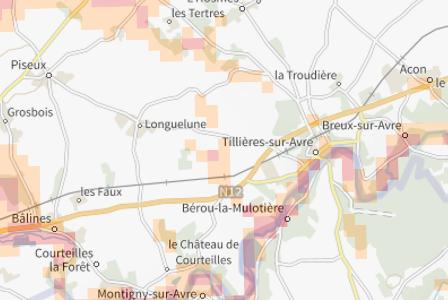 les Tertres
Piseux
la Troudière
Acon
le
Grosbois
Longuelune
Breux-sur-Avre
Tillières-sur-Avre
N12
les Faux
Bâlines
Bérou-la-Mulotière
Courteilles
la Forêt
le Château de
Courteilles
Montigny-sur-Avre